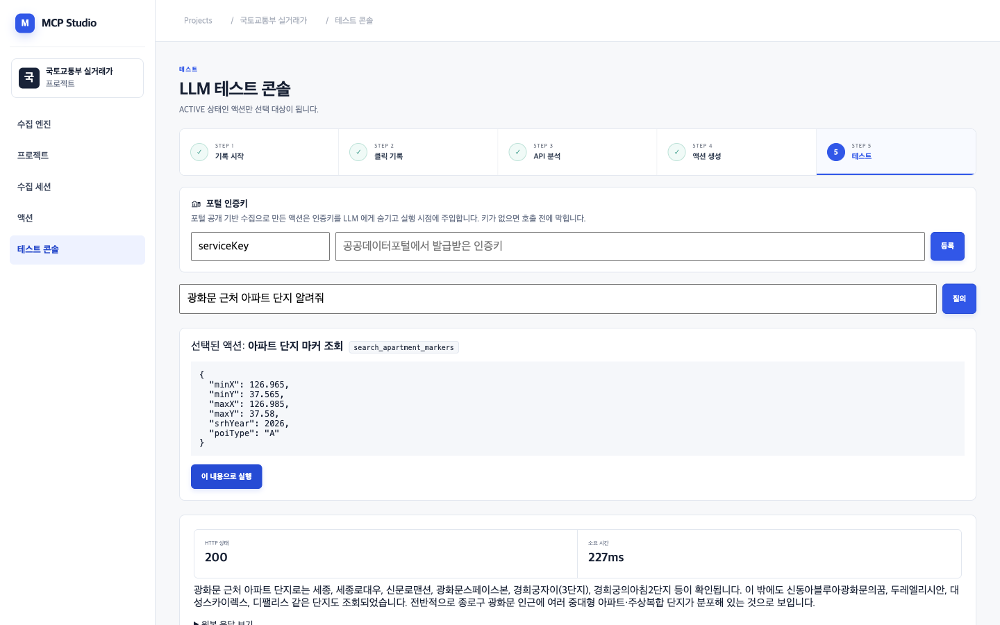 M MCP Studio
국 국토교통부 실거래가
프로젝트
수집 엔진
프로젝트
수집 세션
액션
테스트 콘솔
Projects / 국토교통부 실거래가 / 테스트 콘솔
테스트
LLM 테스트 콘솔
ACTIVE 상태인 액션만 선택 대상이 됩니다.
✓ STEP 1
기록 시작
✓ STEP 2
클릭 기록
✓ STEP 3
API 분석
✓ STEP 4
액션 생성
5 STEP 5
테스트
포털 인증키
포털 공개 기반 수집으로 만든 액션은 인증키를 LLM 에게 숨기고 실행 시점에 주입합니다. 키가 없으면 호출 전에 막힙니다.
serviceKey
공공데이터포털에서 발급받은 인증키
등록
광화문 근처 아파트 단지 알려줘
질의
선택된 액션: 아파트 단지 마커 조회 search_apartment_markers
{
"minX": 126.965,
"minY": 37.565,
"maxX": 126.985,
"maxY": 37.58,
"srhYear": 2026,
"poiType": "A"
}
이 내용으로 실행
HTTP 상태
200
소요 시간
227ms
광화문 근처 아파트 단지로는 세종, 세종로대우, 신문로맨션, 광화문스페이스본, 경희궁자이(3단지), 경희궁의아침2단지 등이 확인됩니다. 이 밖에도 신동아블루아광화문의꿈, 두레엘리시안, 대
성스카이렉스, 디팰리스 같은 단지도 조회되었습니다. 전반적으로 종로구 광화문 인근에 여러 중대형 아파트·주상복합 단지가 분포해 있는 것으로 보입니다.
▶ 원본 응답 보기